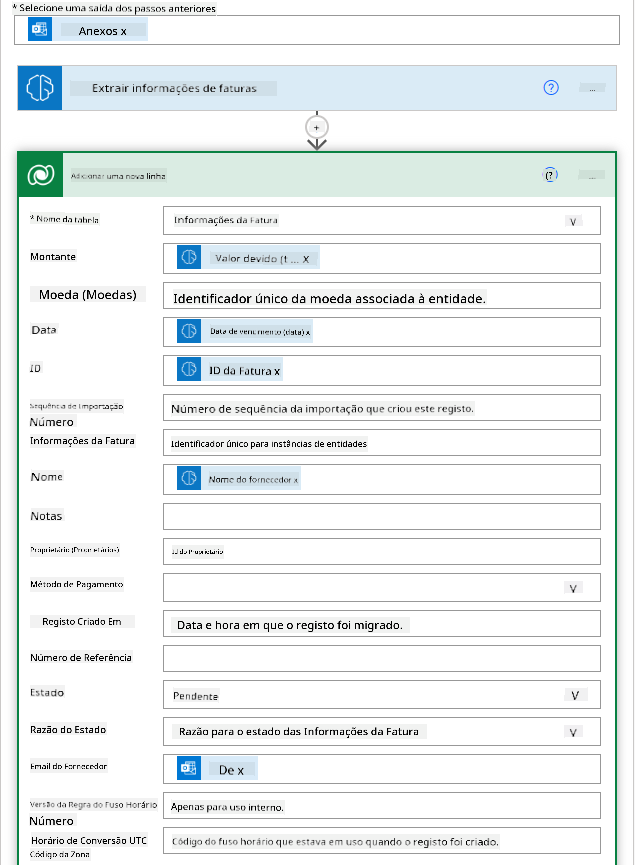 * Selecione uma saída dos passos anteriores
Anexos x
Extrair informações de faturas
?
...
+
Adicionar uma nova linha
(?
...
* Nome da tabela
Informações da Fatura
V
Montante
Valor devido (t ... X
Moeda (Moedas)
Identificador único da moeda associada à entidade.
Data
Data de vencimento (data) x
ID
ID da Fatura x
Sequência de Importação
Número
Número de sequência da importação que criou este registo.
Informações da Fatura
Identificador único para instâncias de entidades
Nome
Nome do fornecedor x
Notas
Proprietário (Proprietários)
Id do Proprietário
Método de Pagamento
V
Registo Criado Em
Data e hora em que o registo foi migrado.
Número de Referência
Estado
Pendente
V
Razão do Estado
Razão para o estado das Informações da Fatura
V
Email do Fornecedor
De x
Versão da Regra do Fuso Horário
Número
Apenas para uso interno.
Horário de Conversão UTC
Código da Zona
Código do fuso horário que estava em uso quando o registo foi criado.